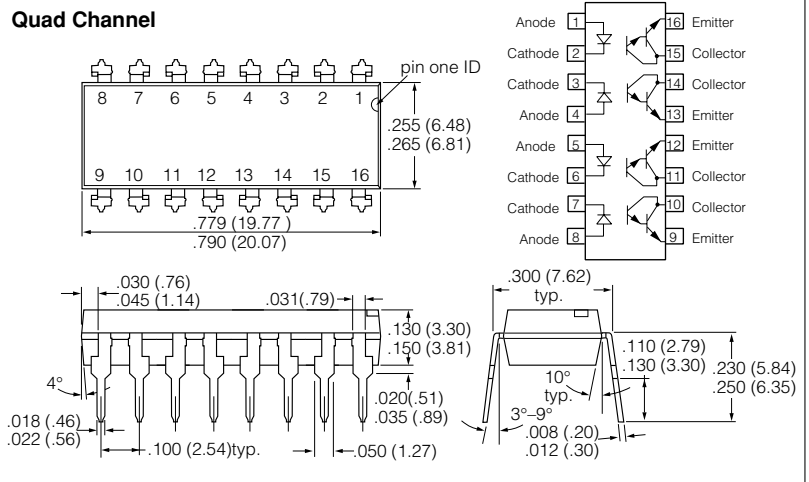 Quad Channel
pin one ID
8 7 6 5 4 3 2 1
9 10 11 12 13 14 15 16
.255 (6.48)
.265 (6.81)
.779 (19.77 )
.790 (20.07)
Anode 1 16 Emitter
Cathode 2 15 Collector
Cathode 3 14 Collector
Anode 4 13 Emitter
Anode 5 12 Emitter
Cathode 6 11 Collector
Cathode 7 10 Collector
Anode 8 9 Emitter
.030 (.76)
.045 (1.14)
.031(.79)
.130 (3.30)
.150 (3.81)
4°
.020(.51)
.035 (.89)
.018 (.46)
.022 (.56)
.100 (2.54)typ.
.050 (1.27)
.300 (7.62)
typ.
.110 (2.79)
.130 (3.30)
.230 (5.84)
.250 (6.35)
10°
typ.
3°–9°
.008 (.20)
.012 (.30)